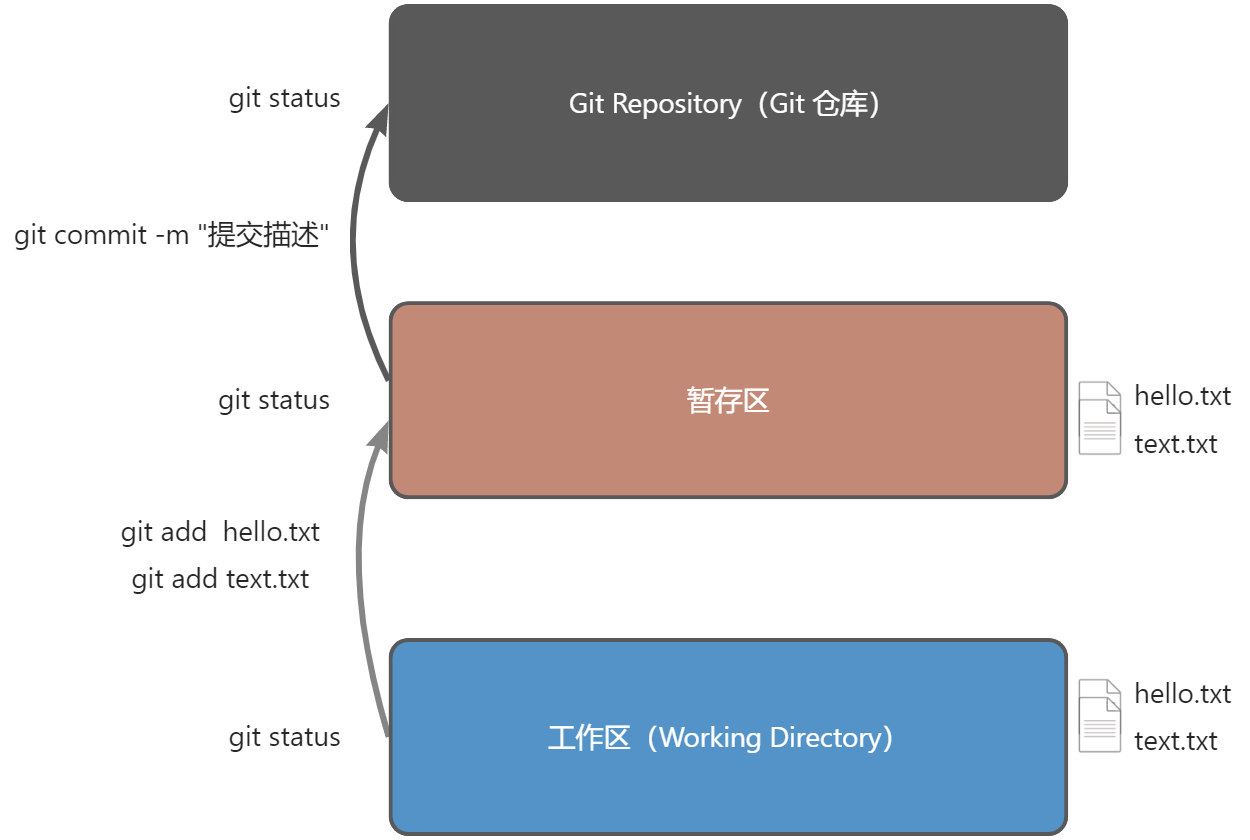 git status
Git Repository（Git 仓库）
git commit -m "提交描述"
git status
暂存区
hello.txt
text.txt
git add  hello.txt
git add text.txt
git status
工作区（Working Directory）
hello.txt
text.txt